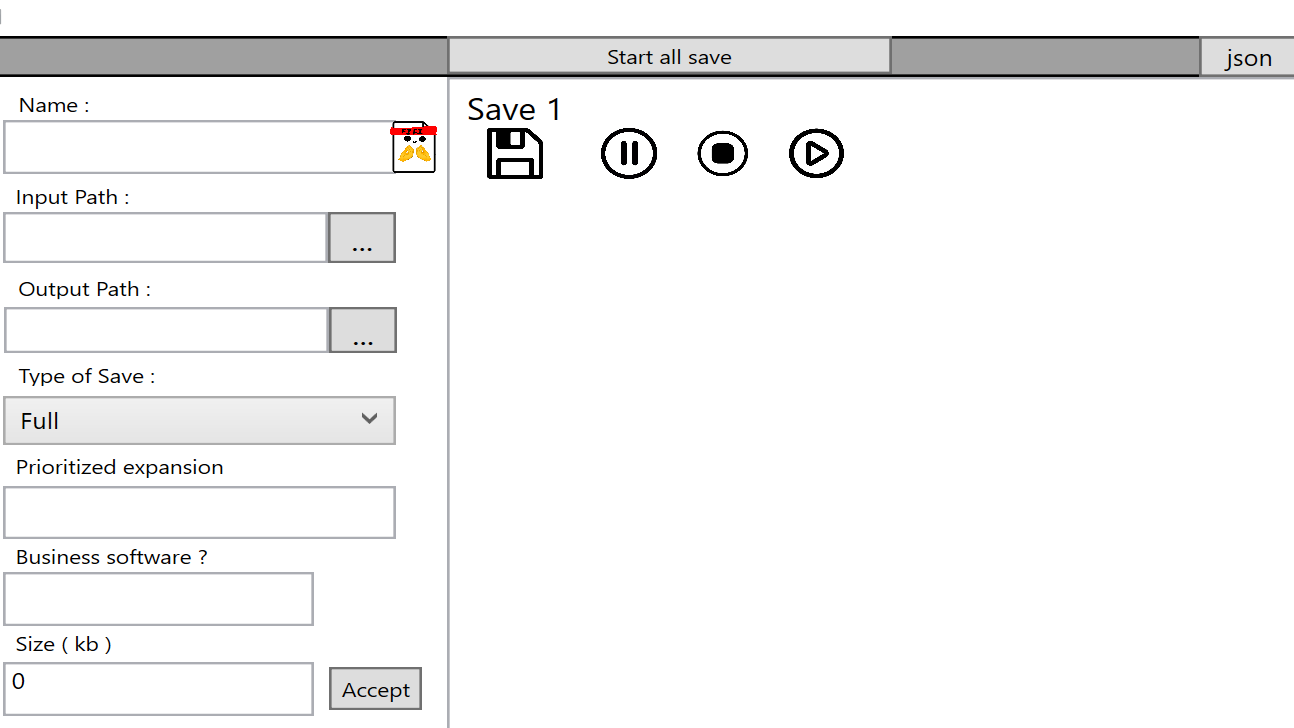 Start all save
json
Name :
Save 1
Input Path :
...
Output Path :
...
Type of Save :
Full
Prioritized expansion
Business software ?
Size ( kb )
0
Accept